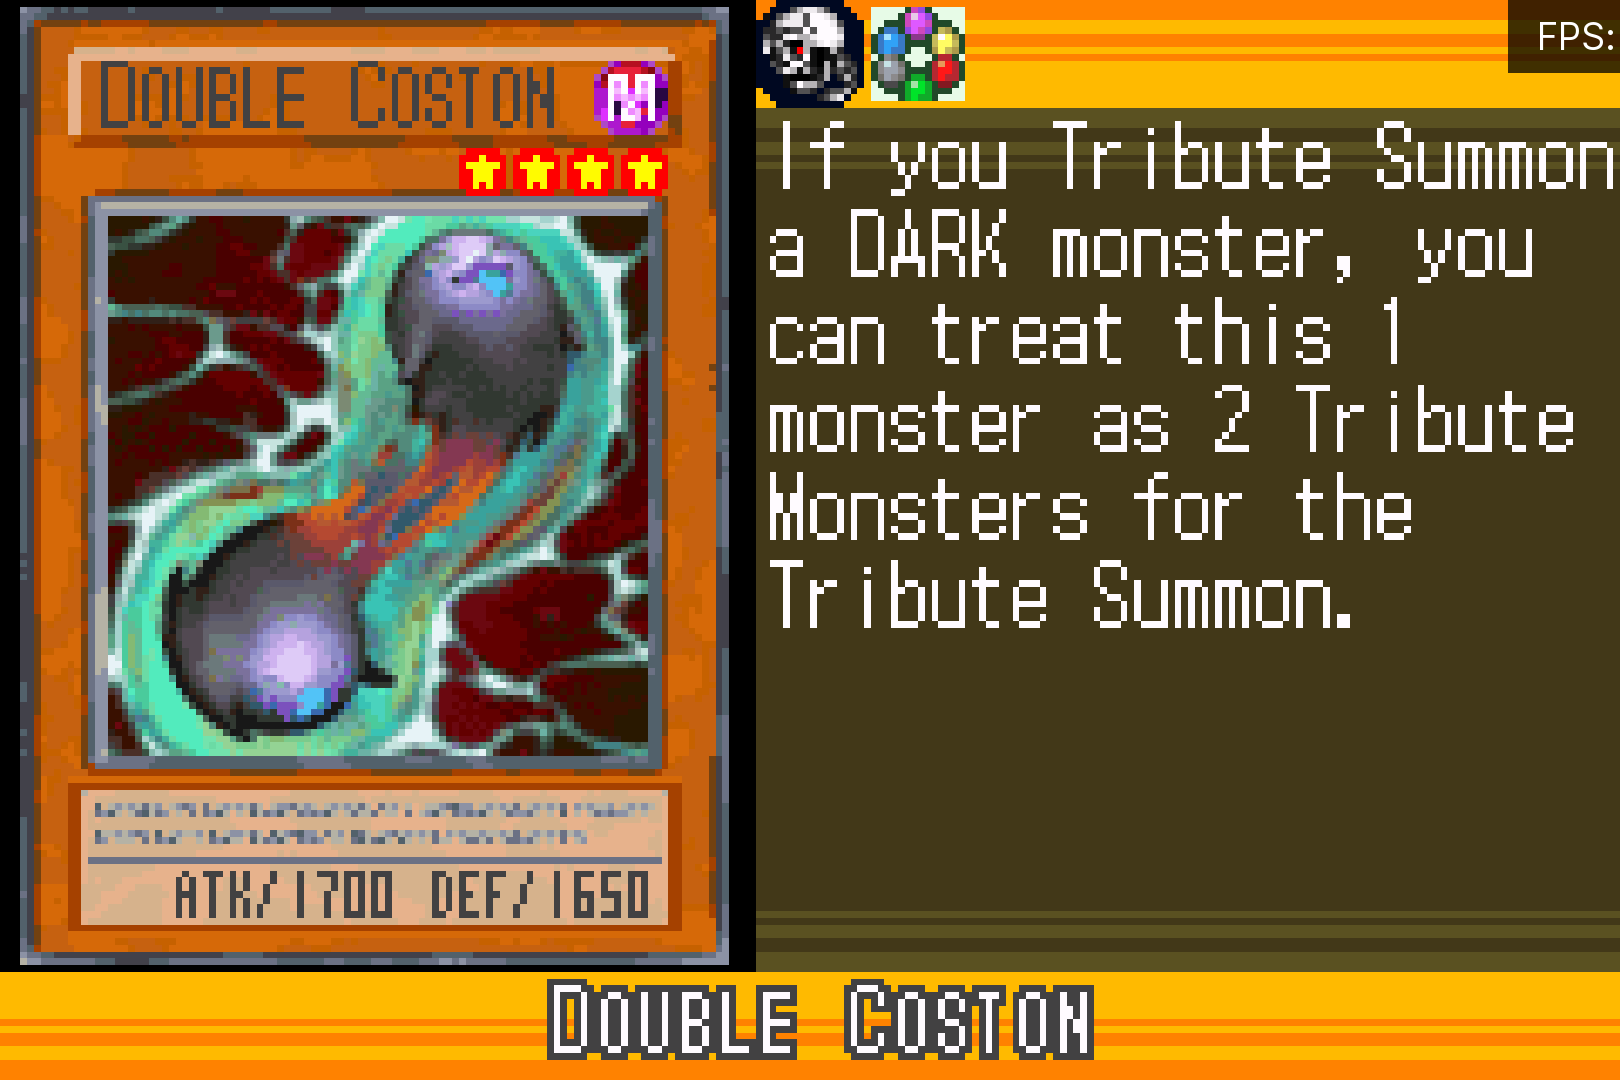 DOUBLE COSTON
M
FPS:
If you Tribute Summon
a DARK monster, you
can treat this 1
monster as 2 Tribute
Monsters for the
Tribute Summon.
ATK/1700 DEF/1650
DOUBLE COSTON